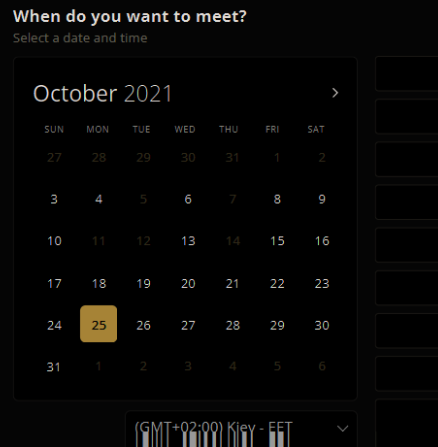 When do you want to meet?
Select a date and time
October 2021
SUN MON TUE WED THU FRI SAT
27 28 29 30 31 1 2
3 4 5 6 7 8 9
10 11 12 13 14 15 16
17 18 19 20 21 22 23
24 25 26 27 28 29 30
31 1 2 3 4 5 6
(GMT+02:00) Kiev - EET